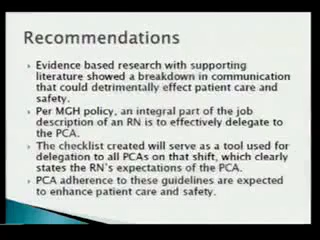 Recommendations
Evidence based research with supporting
literature showed a breakdown in communication
that could detrimentally effect patient care and
safety.
Per MGH policy, an integral part of the job
description of an RN is to effectively delegate to
the PCA.
The checklist created will serve as a tool used for
delegation to all PCAs on that shift, which clearly
states the RN's expectations of the PCA.
PCA adherence to these guidelines are expected
to enhance patient care and safety.